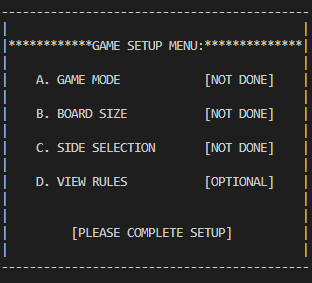 ************GAME SETUP MENU:**************
A. GAME MODE [NOT DONE]
B. BOARD SIZE [NOT DONE]
C. SIDE SELECTION [NOT DONE]
D. VIEW RULES [OPTIONAL]
[PLEASE COMPLETE SETUP]